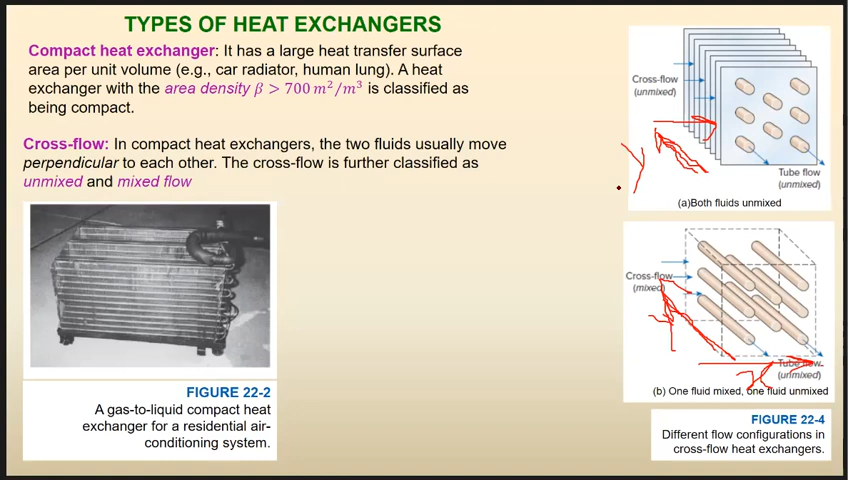 TYPES OF HEAT EXCHANGERS
Compact heat exchanger: It has a large heat transfer surface
area per unit volume (e.g., car radiator, human lung). A heat
exchanger with the area density β > 700 m²/m³ is classified as
being compact.
Cross-flow: In compact heat exchangers, the two fluids usually move
perpendicular to each other. The cross-flow is further classified as
unmixed and mixed flow
FIGURE 22-2
A gas-to-liquid compact heat
exchanger for a residential air-
conditioning system.
Cross-flow
(unmixed)
y
Tube flow
(unmixed)
(a)Both fluids unmixed
Cross-flow
(mixed)
y
Tube flow
(unmixed)
x
(b) One fluid mixed, one fluid unmixed
FIGURE 22-4
Different flow configurations in
cross-flow heat exchangers.